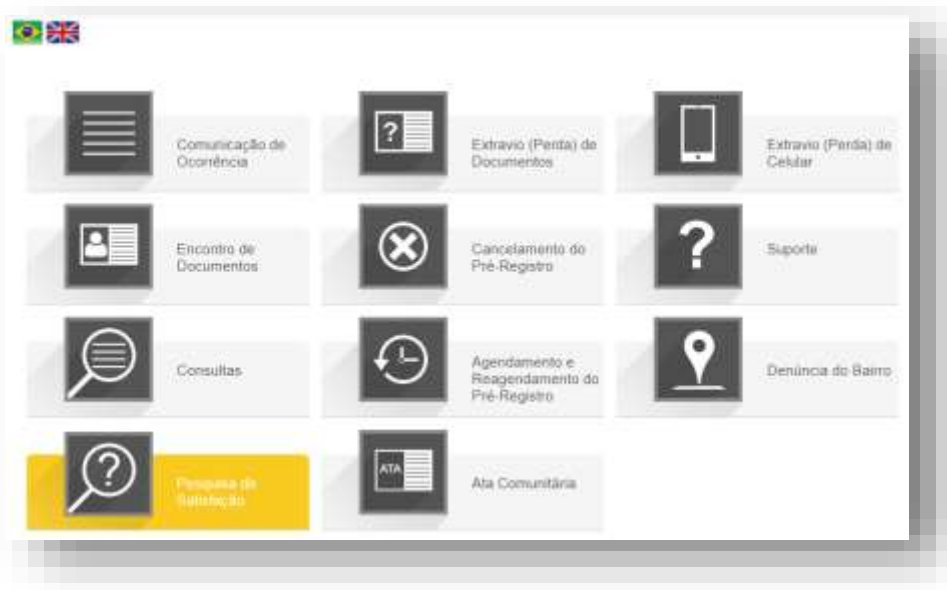 Comunicação de
Ocorrência
?
Extravio (Perda) de
Documentos
Extravio (Perda) de
Celular
Encontro de
Documentos
Cancelamento do
Pré-Registro
?
Suporte
Consultas
Agendamento e
Reagendamento do
Pré-Registro
Denúncia do Bairro
?
Pesquisa de
Satisfação
ATA
Ata Comunitária